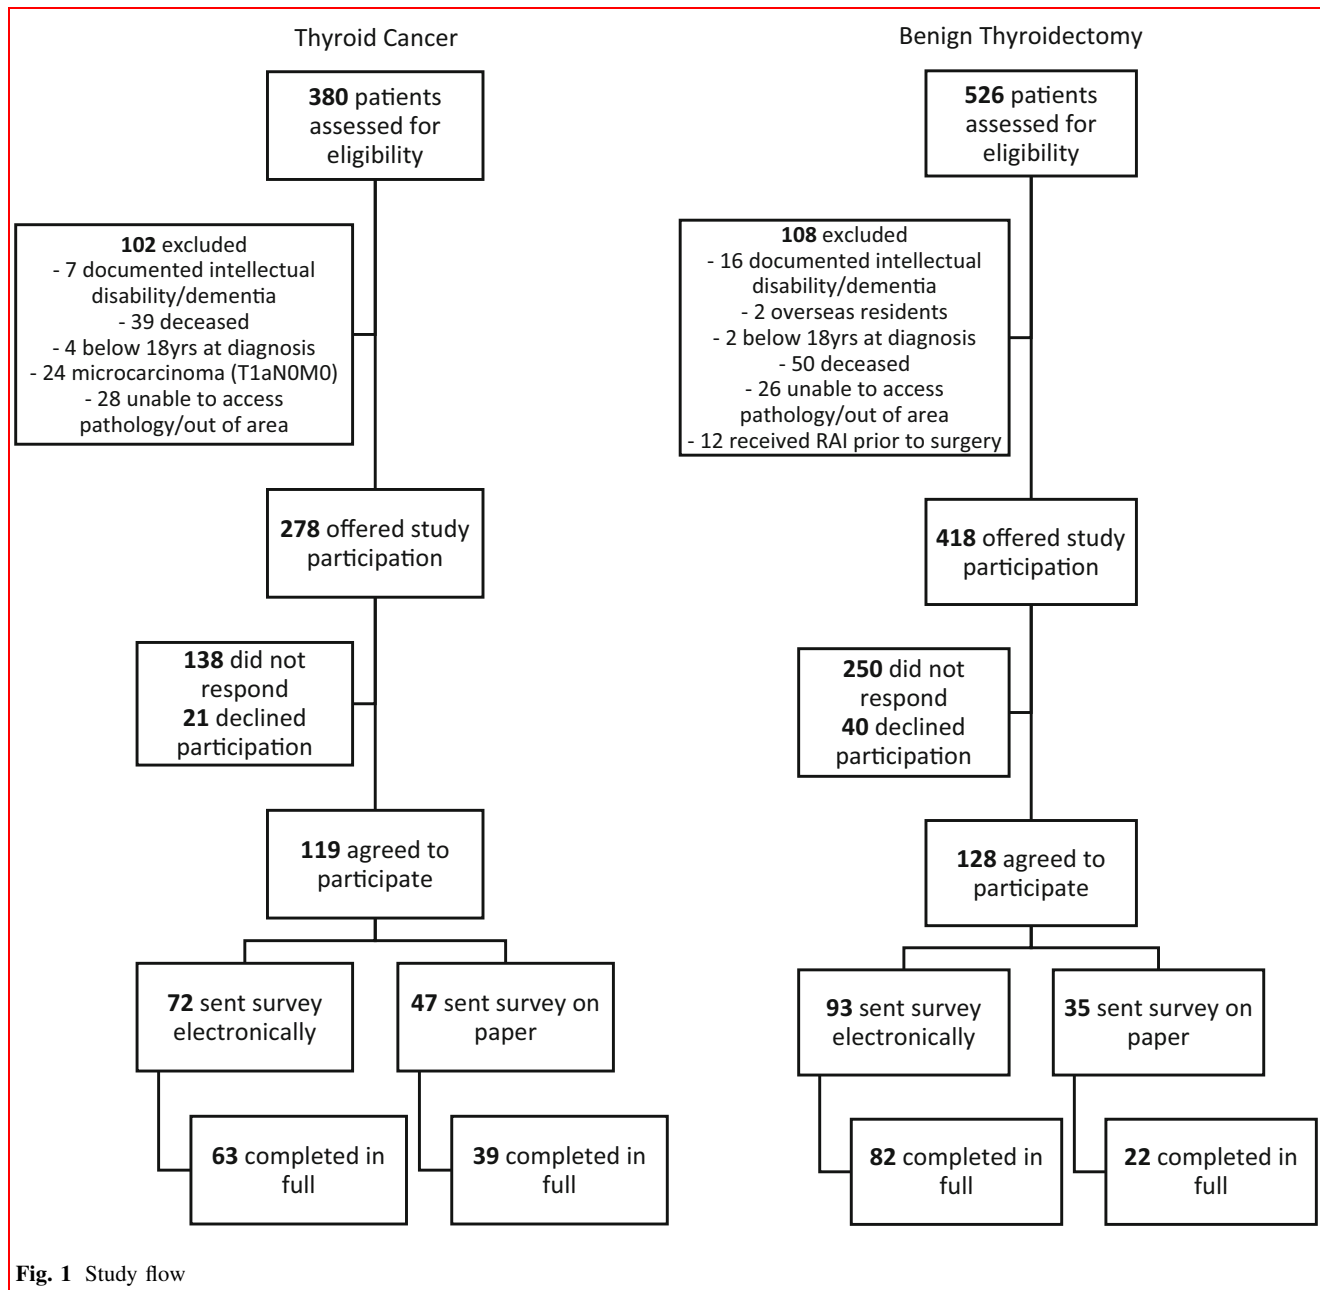 Thyroid Cancer
380 patients
assessed for
eligibility
102 excluded
- 7 documented intellectual
disability/dementia
- 39 deceased
- 4 below 18yrs at diagnosis
- 24 microcarcinoma (T1aN0M0)
- 28 unable to access
pathology/out of area
278 offered study
participation
138 did not
respond
21 declined
participation
119 agreed to
participate
72 sent survey
electronically
47 sent survey on
paper
63 completed in
full
39 completed in
full
Benign Thyroidectomy
526 patients
assessed for
eligibility
108 excluded
- 16 documented intellectual
disability/dementia
- 2 overseas residents
- 2 below 18yrs at diagnosis
- 50 deceased
- 26 unable to access
pathology/out of area
- 12 received RAI prior to surgery
418 offered study
participation
250 did not
respond
40 declined
participation
128 agreed to
participate
93 sent survey
electronically
35 sent survey on
paper
82 completed in
full
22 completed in
full
Fig. 1 Study flow